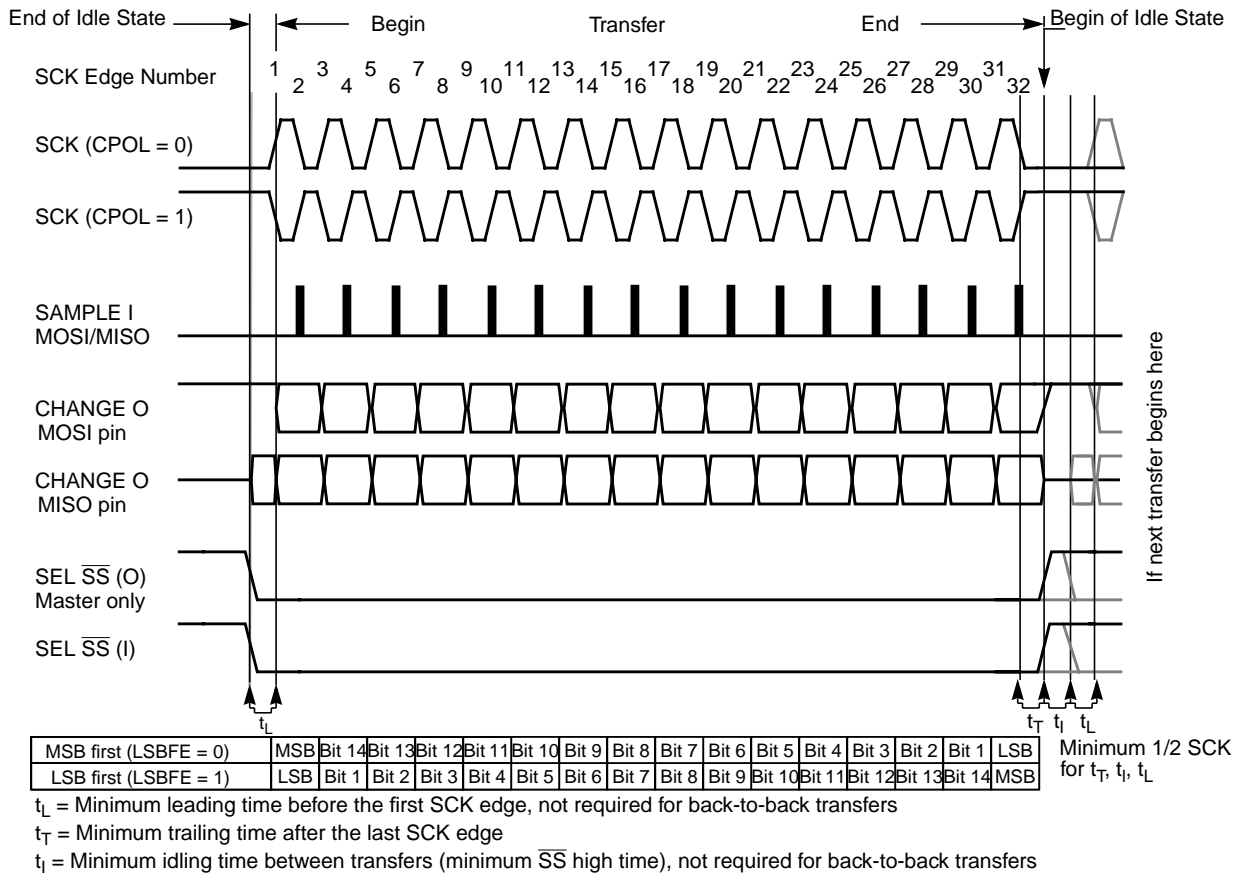 End of Idle State
Begin
Transfer
End
Begin of Idle State
SCK Edge Number
1 3 5 7 9 11 13 15 17 19 21 23 25 27 29 31
2 4 6 8 10 12 14 16 18 20 22 24 26 28 30 32
SCK (CPOL = 0)
SCK (CPOL = 1)
SAMPLE I
MOSI/MISO
CHANGE O
MOSI pin
CHANGE O
MISO pin
SEL S̅S̅ (O)
Master only
SEL S̅S̅ (I)
If next transfer begins here
tL
tT tI tL
MSB first (LSBFE = 0) MSB Bit 14 Bit 13 Bit 12 Bit 11 Bit 10 Bit 9 Bit 8 Bit 7 Bit 6 Bit 5 Bit 4 Bit 3 Bit 2 Bit 1 LSB
LSB first (LSBFE = 1) LSB Bit 1 Bit 2 Bit 3 Bit 4 Bit 5 Bit 6 Bit 7 Bit 8 Bit 9 Bit 10 Bit 11 Bit 12 Bit 13 Bit 14 MSB
Minimum 1/2 SCK
for tT, tI, tL
tL = Minimum leading time before the first SCK edge, not required for back-to-back transfers
tT = Minimum trailing time after the last SCK edge
tI = Minimum idling time between transfers (minimum S̅S̅ high time), not required for back-to-back transfers